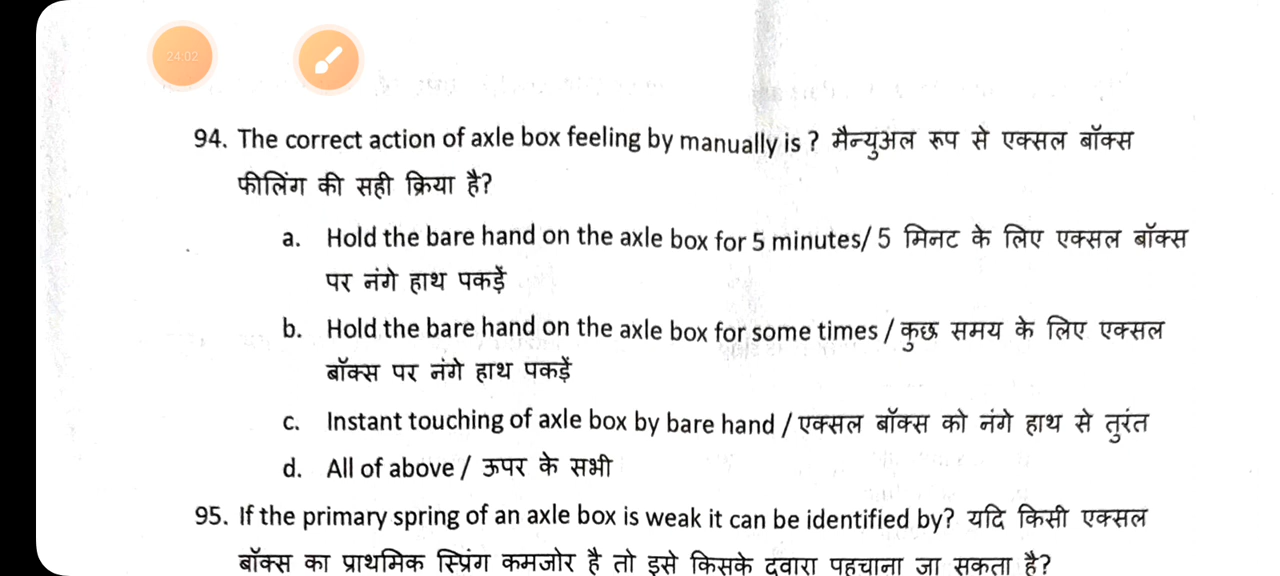 24:02
94. The correct action of axle box feeling by manually is ? मैन्युअल रूप से एक्सल बॉक्स
फीलिंग की सही क्रिया है?
a. Hold the bare hand on the axle box for 5 minutes/ 5 मिनट के लिए एक्सल बॉक्स
पर नंगे हाथ पकड़ें
b. Hold the bare hand on the axle box for some times / कुछ समय के लिए एक्सल
बॉक्स पर नंगे हाथ पकड़ें
c. Instant touching of axle box by bare hand / एक्सल बॉक्स को नंगे हाथ से तुरंत
d. All of above / ऊपर के सभी
95. If the primary spring of an axle box is weak it can be identified by? यदि किसी एक्सल
बॉक्स का प्राथमिक स्प्रिंग कमजोर है तो इसे किसके दवारा पहचाना जा सकता है?